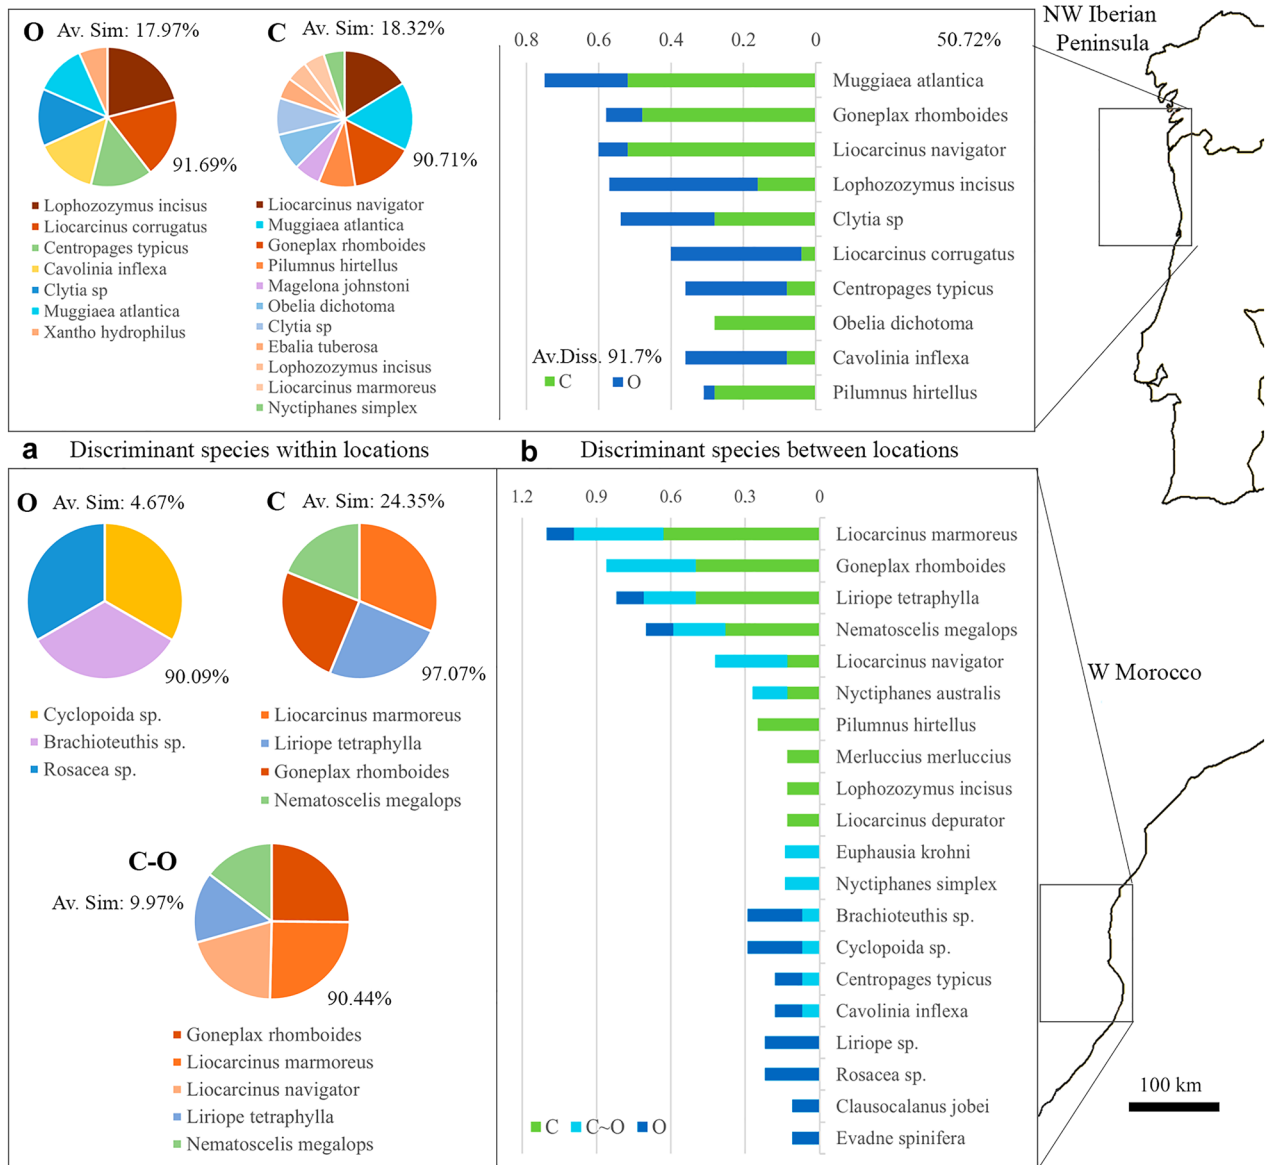 O Av. Sim: 17.97%
91.69%
Lophozozymus incisus
Liocarcinus corrugatus
Centropages typicus
Cavolinia inflexa
Clytia sp
Muggiaea atlantica
Xantho hydrophilus
C Av. Sim: 18.32%
90.71%
Liocarcinus navigator
Muggiaea atlantica
Goneplax rhomboides
Pilumnus hirtellus
Magelona johnstoni
Obelia dichotoma
Clytia sp
Ebalia tuberosa
Lophozozymus incisus
Liocarcinus marmoreus
Nyctiphanes simplex
0.8 0.6 0.4 0.2 0
50.72%
Muggiaea atlantica
Goneplax rhomboides
Liocarcinus navigator
Lophozozymus incisus
Clytia sp
Liocarcinus corrugatus
Centropages typicus
Obelia dichotoma
Cavolinia inflexa
Pilumnus hirtellus
Av.Diss. 91.7%
C O
NW Iberian
Peninsula
a Discriminant species within locations
b Discriminant species between locations
O Av. Sim: 4.67%
90.09%
Cyclopoida sp.
Brachioteuthis sp.
Rosacea sp.
C Av. Sim: 24.35%
97.07%
Liocarcinus marmoreus
Liriope tetraphylla
Goneplax rhomboides
Nematoscelis megalops
C-O
Av. Sim: 9.97%
90.44%
Goneplax rhomboides
Liocarcinus marmoreus
Liocarcinus navigator
Liriope tetraphylla
Nematoscelis megalops
1.2 0.9 0.6 0.3 0
Liocarcinus marmoreus
Goneplax rhomboides
Liriope tetraphylla
Nematoscelis megalops
Liocarcinus navigator
Nyctiphanes australis
Pilumnus hirtellus
Merluccius merluccius
Lophozozymus incisus
Liocarcinus depurator
Euphausia krohni
Nyctiphanes simplex
Brachioteuthis sp.
Cyclopoida sp.
Centropages typicus
Cavolinia inflexa
Liriope sp.
Rosacea sp.
Clausocalanus jobei
Evadne spinifera
C C~O O
W Morocco
100 km